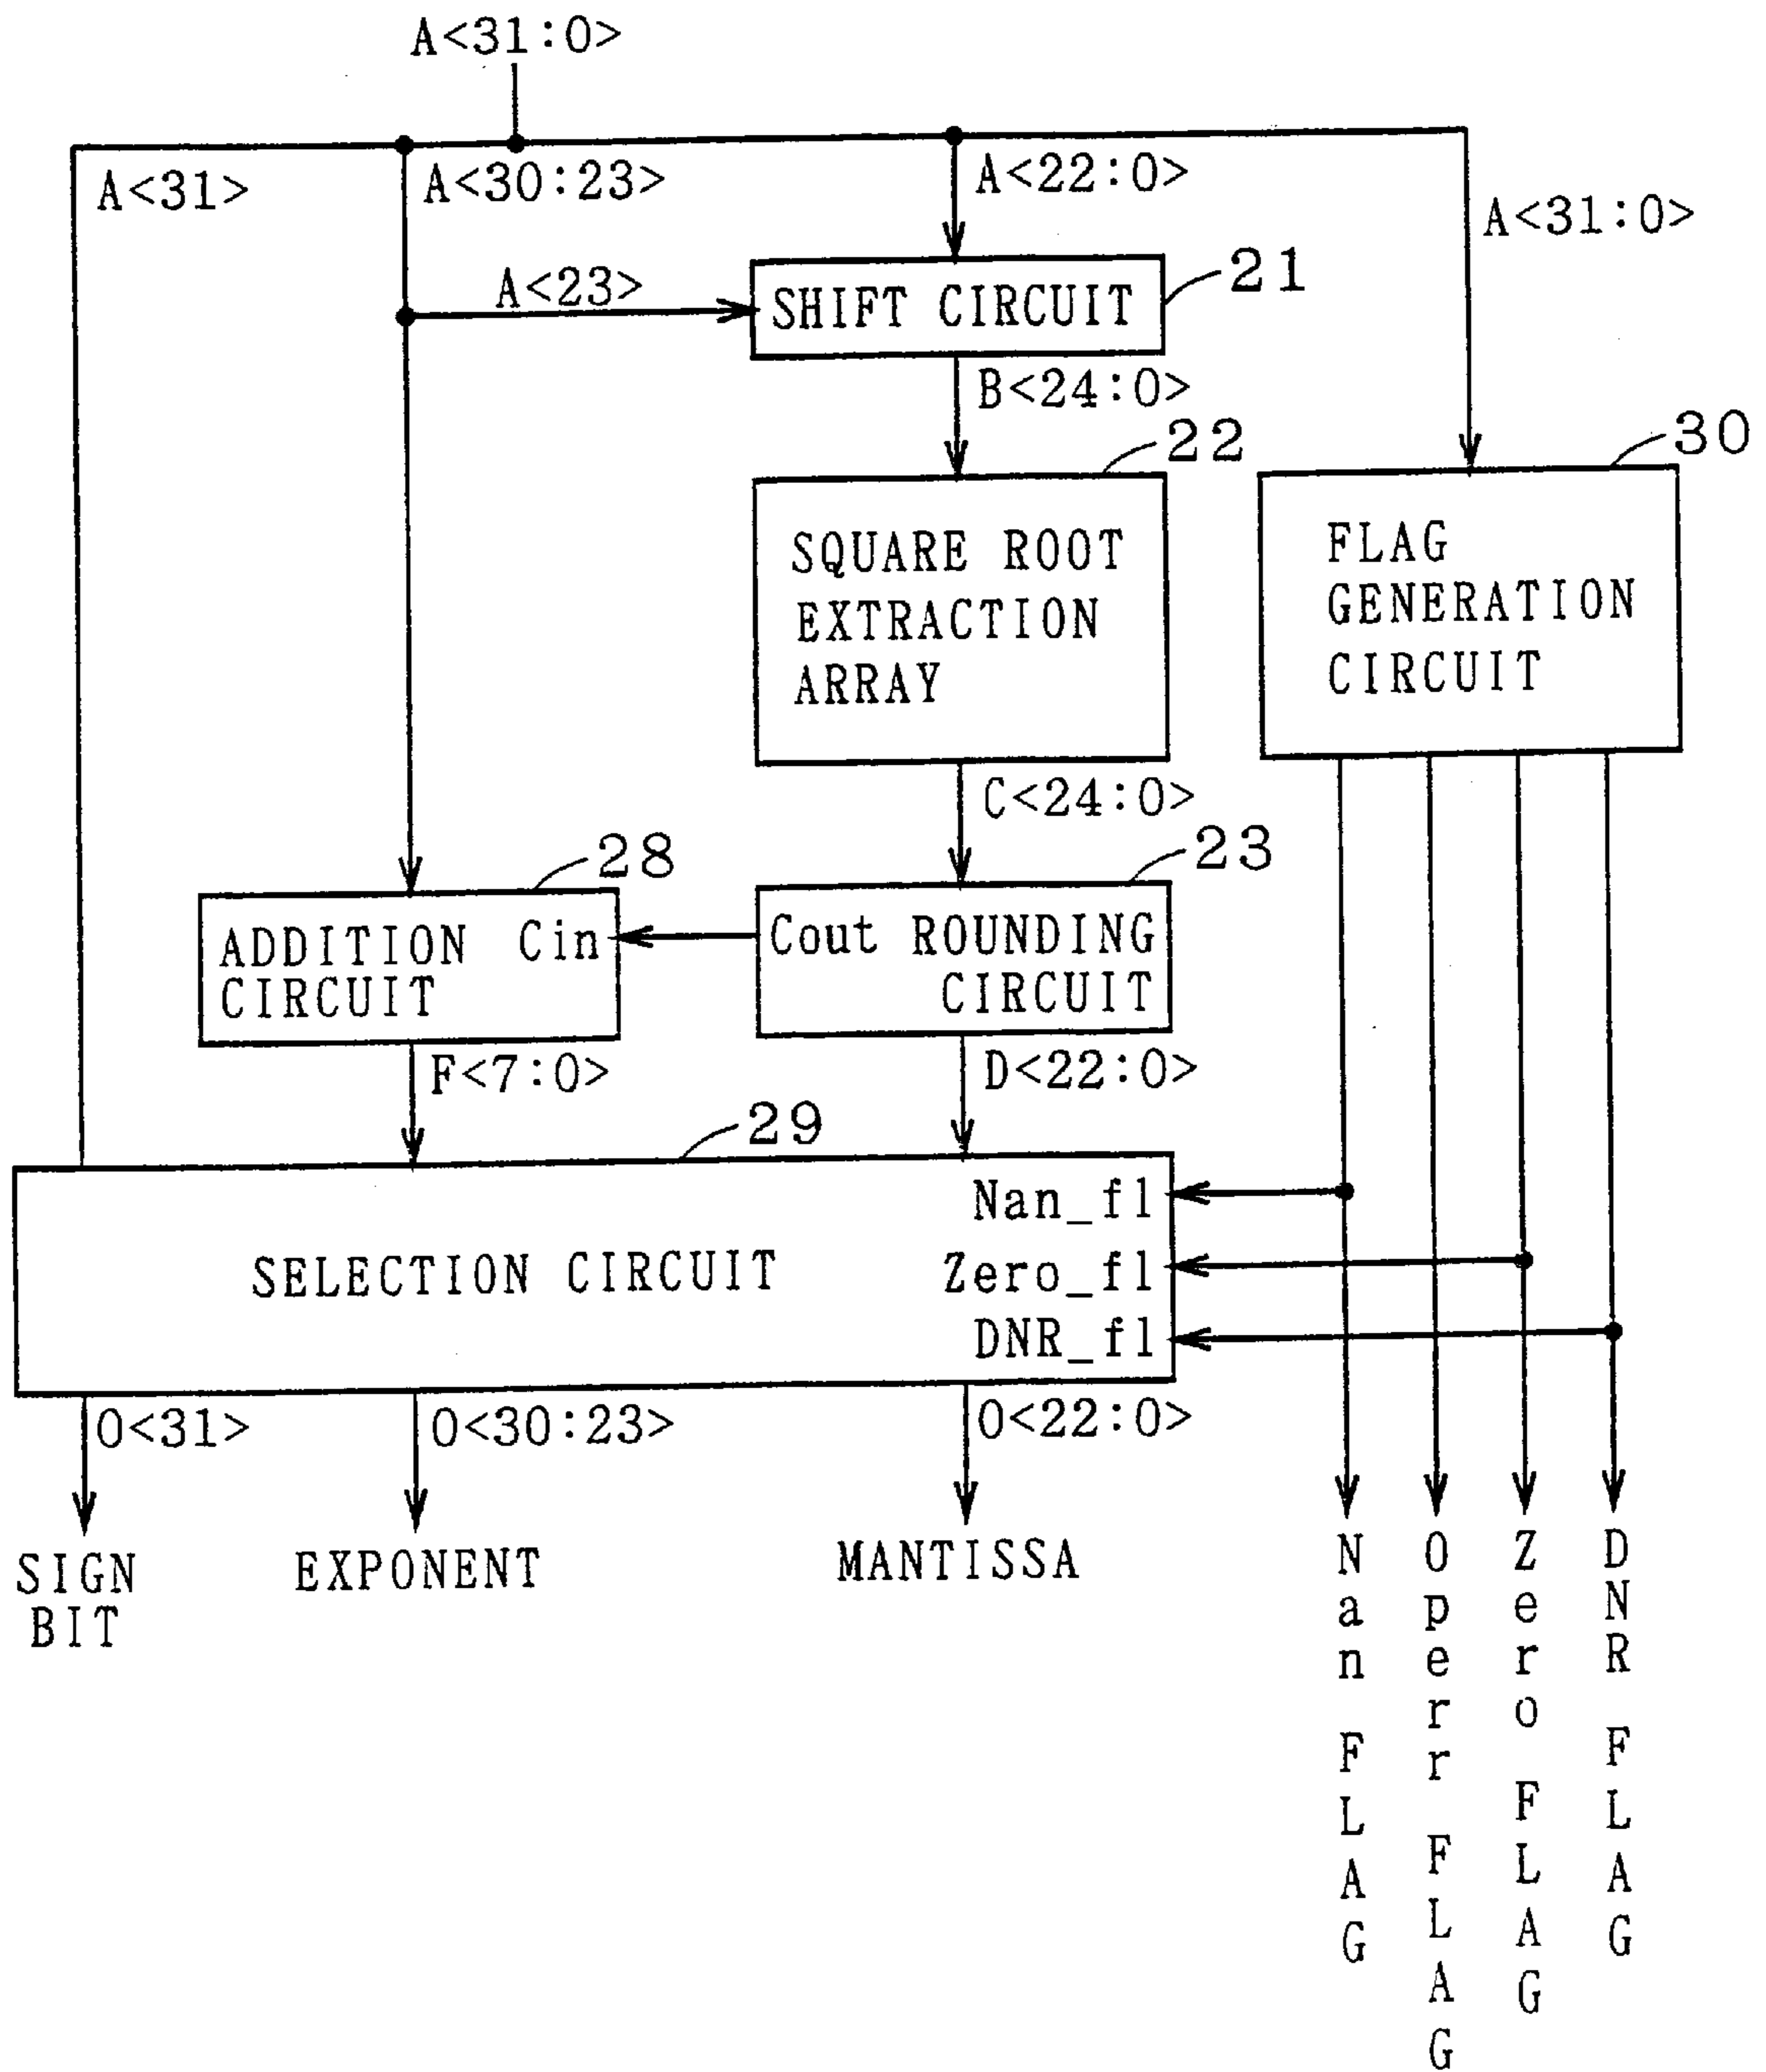 A<31:0>
A<31>
A<30:23>
A<22:0>
A<31:0>
A<23>
SHIFT CIRCUIT
21
B<24:0>
22
30
SQUARE ROOT
EXTRACTION
ARRAY
FLAG
GENERATION
CIRCUIT
C<24:0>
28
23
ADDITION Cin
CIRCUIT
Cout ROUNDING
CIRCUIT
F<7:0>
D<22:0>
29
Nan_fl
SELECTION CIRCUIT
Zero_fl
DNR_fl
O<31>
O<30:23>
O<22:0>
SIGN
BIT
EXPONENT
MANTISSA
Nan FLAG
Operr FLAG
Zero FLAG
DNR FLAG